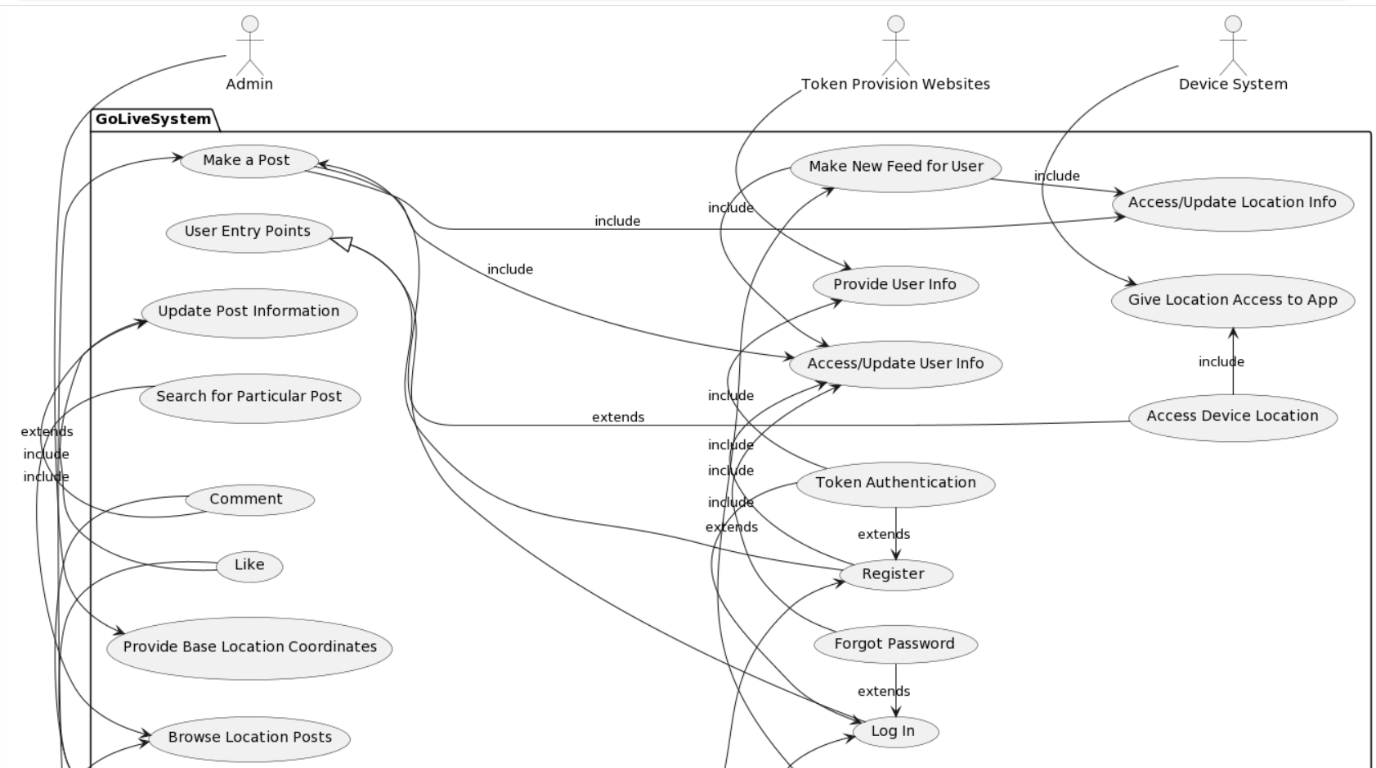 Admin
Token Provision Websites
Device System
GoLiveSystem
Make a Post
Make New Feed for User
include
Access/Update Location Info
include
include
User Entry Points
include
Provide User Info
Give Location Access to App
Update Post Information
Access/Update User Info
include
Search for Particular Post
include
extends
Access Device Location
extends
include
include
include
include
Token Authentication
Comment
include
extends
extends
Like
Register
Provide Base Location Coordinates
Forgot Password
extends
Browse Location Posts
Log In